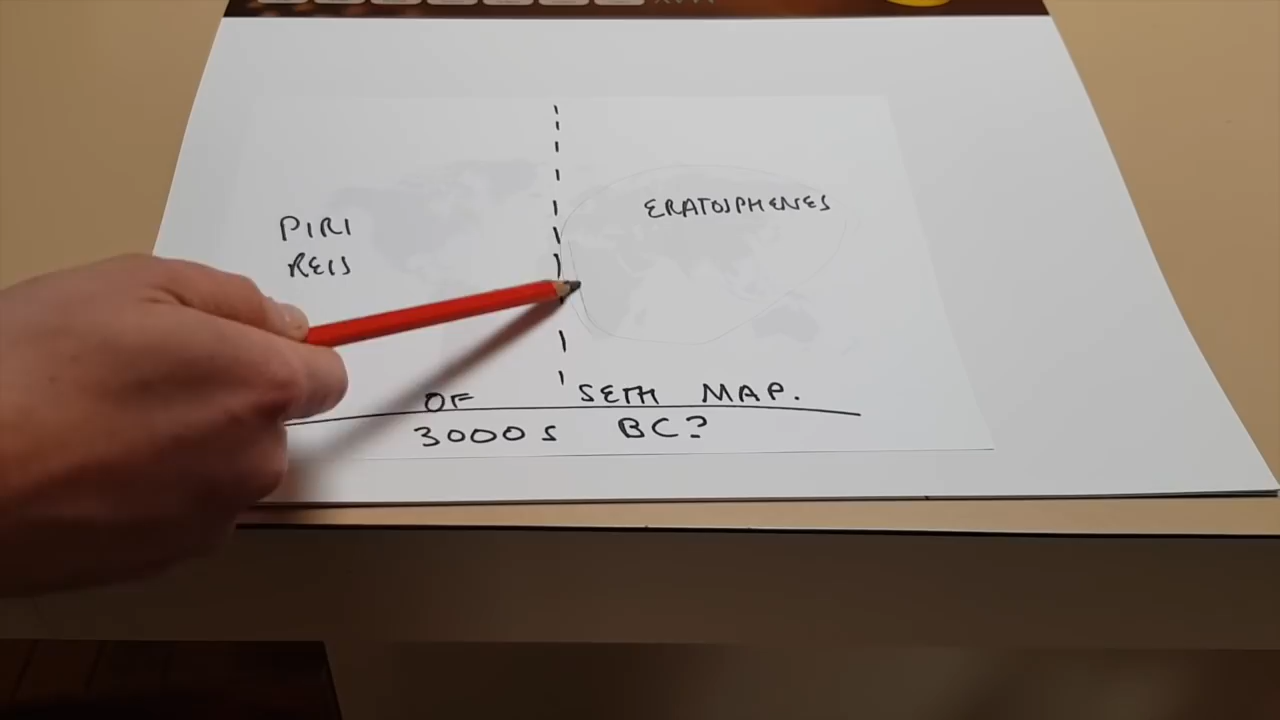 PIRI
REIS
ERATOSPHENES
OF SETH MAP.
3000s BC?